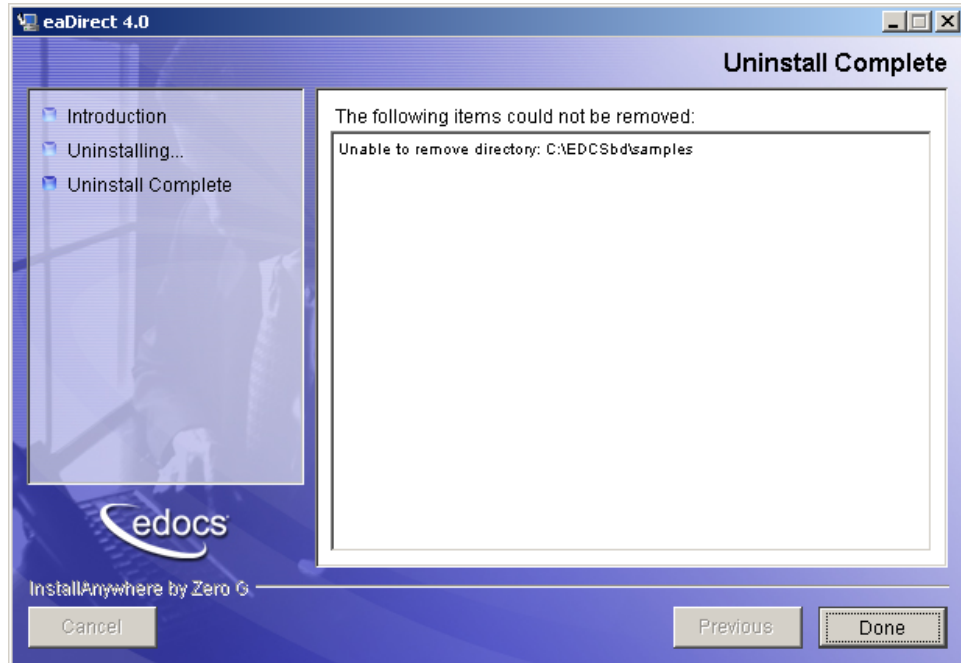 eaDirect 4.0
Uninstall Complete
Introduction
Uninstalling...
Uninstall Complete
The following items could not be removed:
Unable to remove directory: C:\EDCSbd\samples
edocs
InstallAnywhere by Zero G
Cancel
Previous
Done